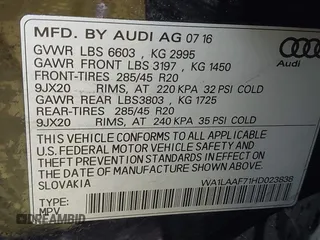 MFD. BY AUDI AG 07 16
GVWR LBS 6603 , KG 2995
GAWR FRONT LBS 3197 , KG 1450
FRONT-TIRES 285/45 R20
9JX20 RIMS, AT 220 KPA 32 PSI COLD
GAWR REAR LBS3803 , KG 1725
REAR-TIRES 285/45 R20
9JX20 RIMS, AT 240 KPA 35 PSI COLD
Audi
THIS VEHICLE CONFORMS TO ALL APPLICABLE
U.S. FEDERAL MOTOR VEHICLE SAFETY AND
THEFT PREVENTION STANDARDS IN EFFECT ON
THE DATE OF MANUFACTURE SHOWN ABOVE.
SLOVAKIA WA1LAAF71HD023838
TYPE:
MPV
DREAMBID